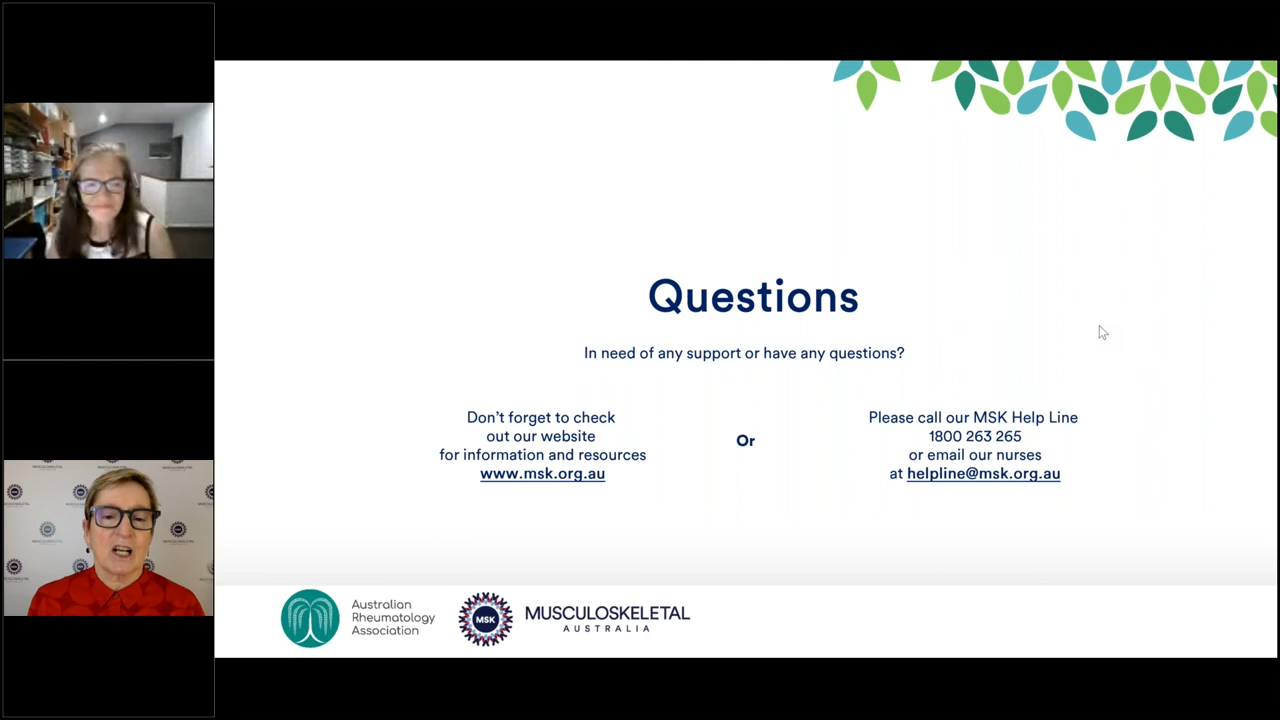 Questions
In need of any support or have any questions?
Don't forget to check
out our website
for information and resources
www.msk.org.au
Or
Please call our MSK Help Line
1800 263 265
or email our nurses
at helpline@msk.org.au
Australian
Rheumatology
Association
MSK
MUSCULOSKELETAL
AUSTRALIA